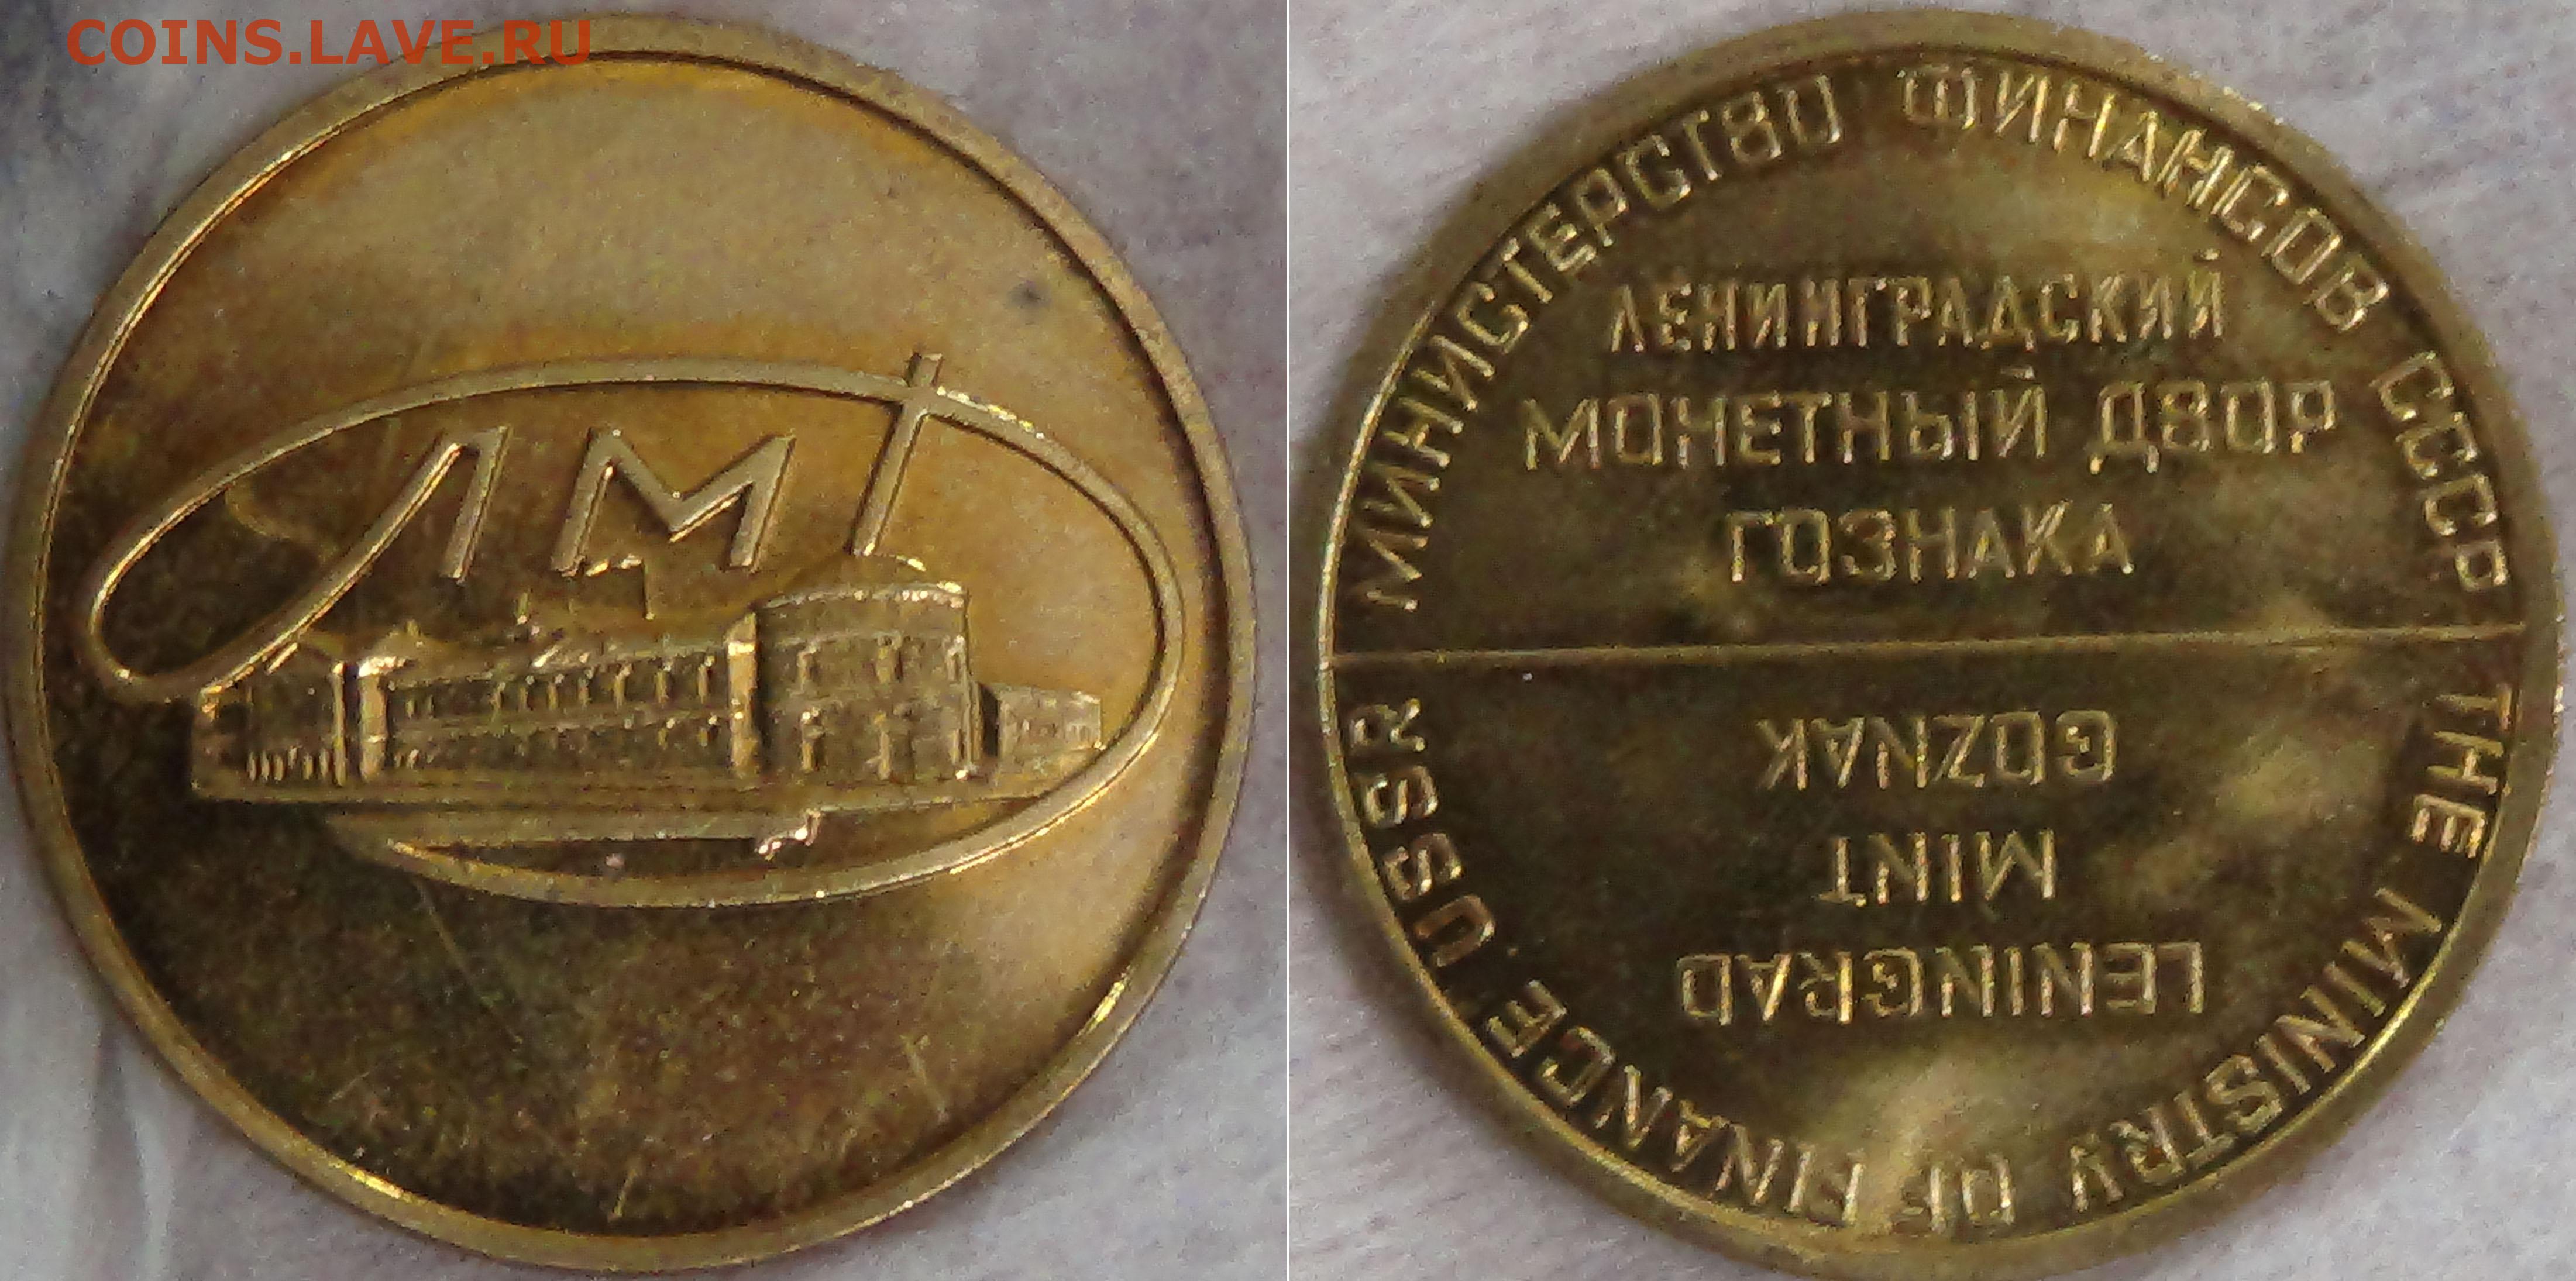 COINS.LAVE.RU
ЛМД
МИНИСТЕРСТВО ФИНАНСОВ СССР
ЛЕНИНГРАДСКИЙ
МОНЕТНЫЙ ДВОР
ГОЗНАКА
THE MINISTRY OF FINANCE USSR
LENINGRAD
MINT
GOZNAK